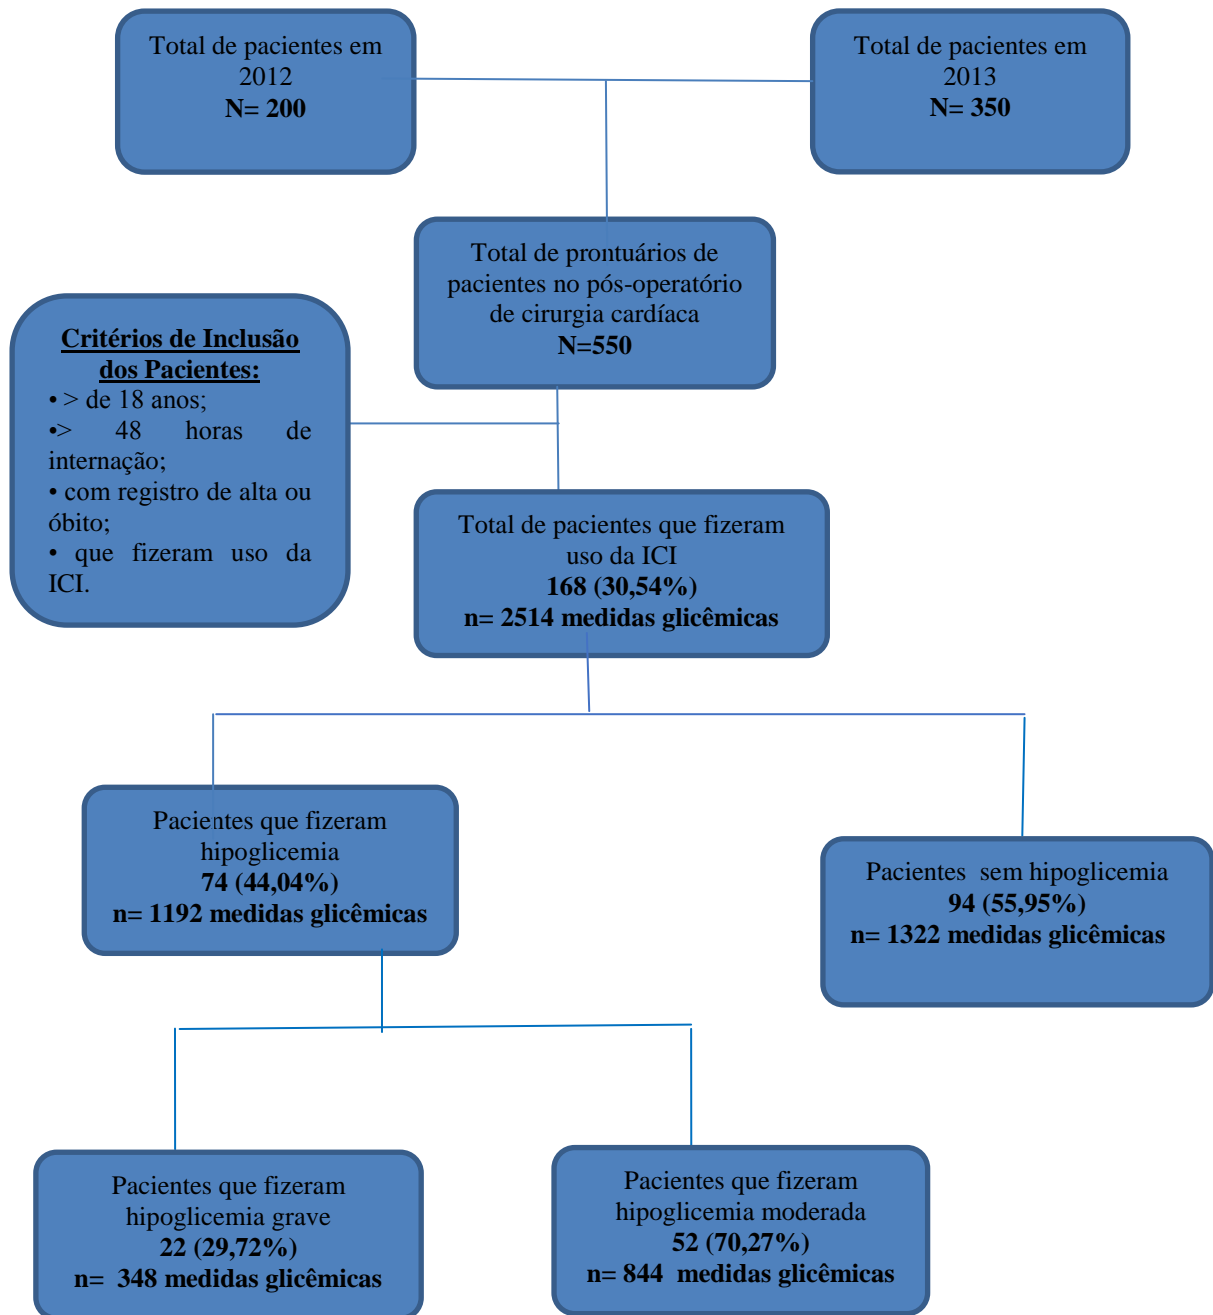 Total de pacientes em
2012
N= 200
Total de pacientes em
2013
N= 350
Total de prontuários de
pacientes no pós-operatório
de cirurgia cardíaca
N=550
Critérios de Inclusão
dos Pacientes:
• > de 18 anos;
•> 48 horas de
internação;
• com registro de alta ou
óbito;
• que fizeram uso da
ICI.
Total de pacientes que fizeram
uso da ICI
168 (30,54%)
n= 2514 medidas glicêmicas
Pacientes que fizeram
hipoglicemia
74 (44,04%)
n= 1192 medidas glicêmicas
Pacientes sem hipoglicemia
94 (55,95%)
n= 1322 medidas glicêmicas
Pacientes que fizeram
hipoglicemia grave
22 (29,72%)
n= 348 medidas glicêmicas
Pacientes que fizeram
hipoglicemia moderada
52 (70,27%)
n= 844 medidas glicêmicas